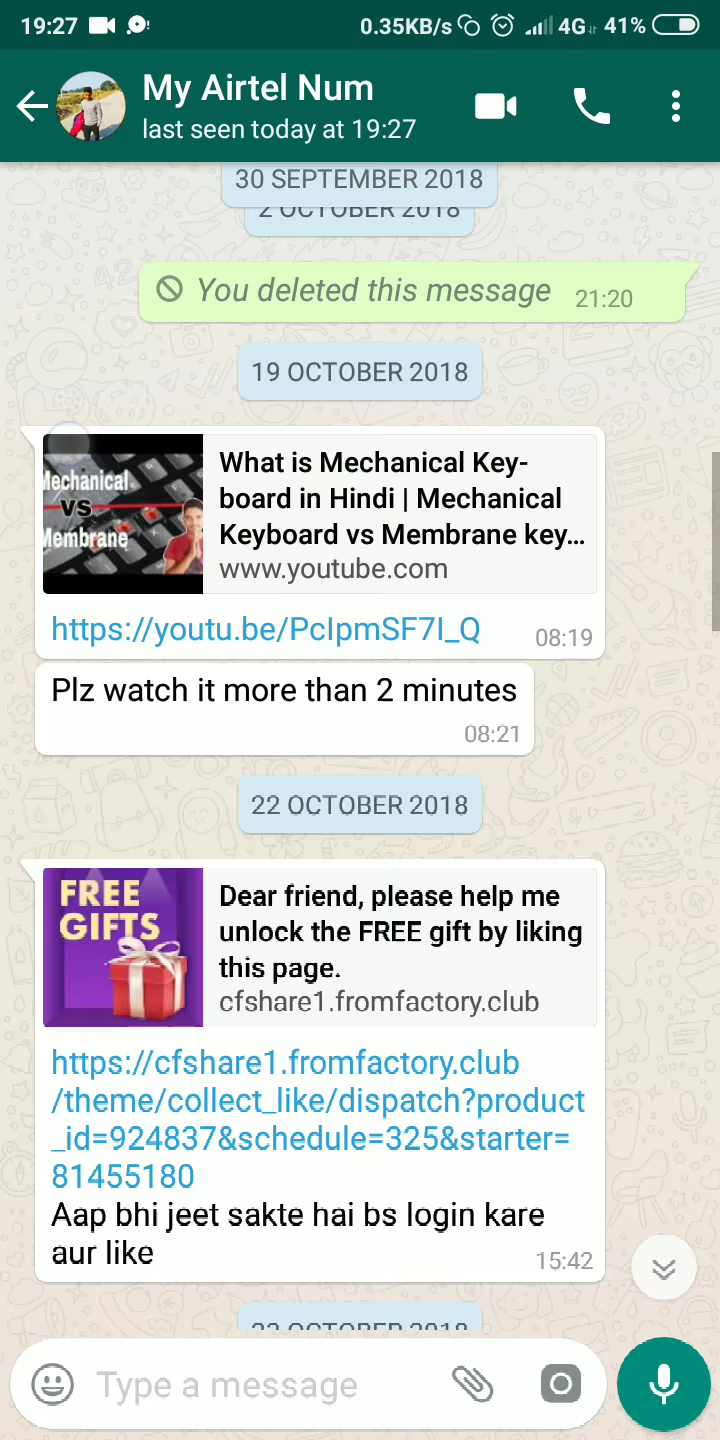 19:27
0.35KB/s 4G 41%
My Airtel Num
last seen today at 19:27
30 SEPTEMBER 2018
2 OCTOBER 2018
You deleted this message 21:20
19 OCTOBER 2018
Mechanical
VS
Membrane
What is Mechanical Key-
board in Hindi | Mechanical
Keyboard vs Membrane key...
www.youtube.com
https://youtu.be/PcIpmSF7I_Q 08:19
Plz watch it more than 2 minutes
08:21
22 OCTOBER 2018
FREE
GIFTS
Dear friend, please help me
unlock the FREE gift by liking
this page.
cfshare1.fromfactory.club
https://cfshare1.fromfactory.club
/theme/collect_like/dispatch?product
_id=924837&schedule=325&starter=
81455180
Aap bhi jeet sakte hai bs login kare
aur like 15:42
OCTOBER 2018
Type a message